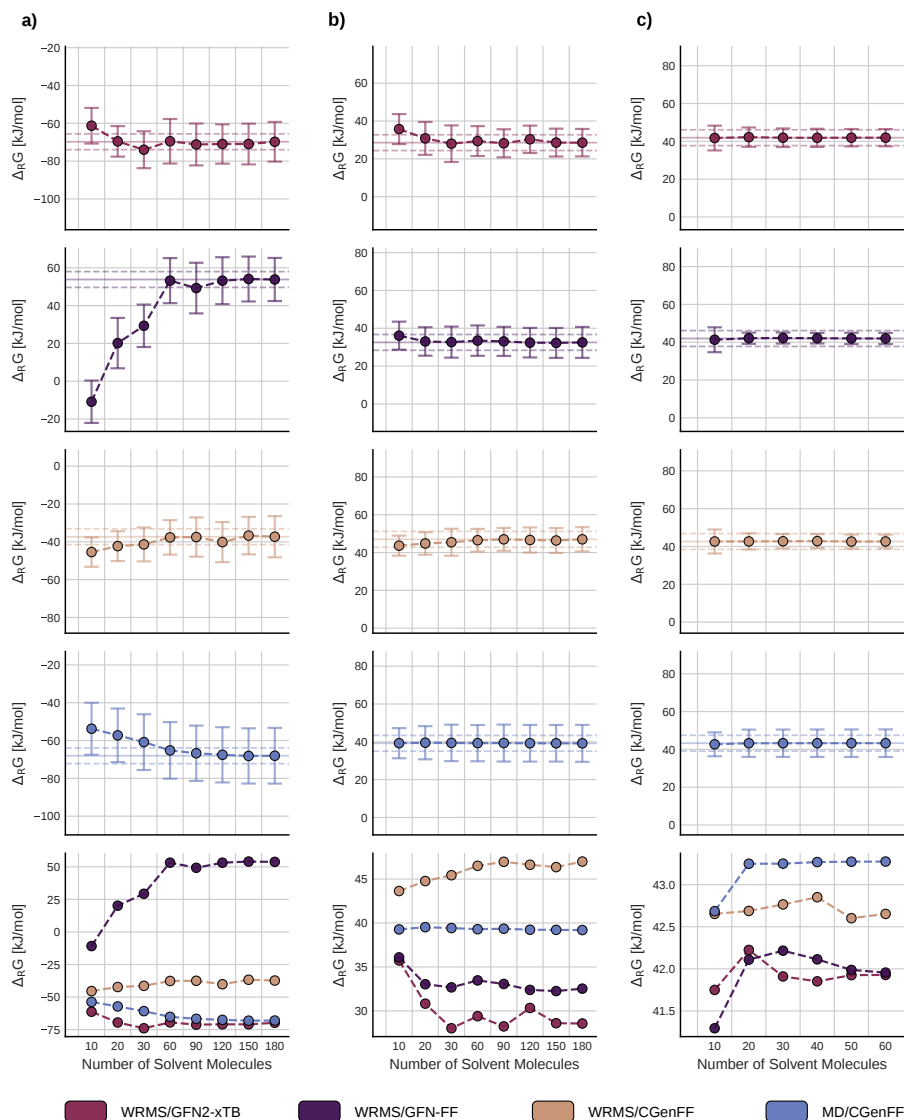 a)
b)
c)
−20
−40
−60
−80
−100
ΔRG [kJ/mol]
60
40
20
0
ΔRG [kJ/mol]
80
60
40
20
0
ΔRG [kJ/mol]
60
40
20
0
−20
ΔRG [kJ/mol]
80
60
40
20
0
ΔRG [kJ/mol]
80
60
40
20
0
ΔRG [kJ/mol]
0
−20
−40
−60
−80
ΔRG [kJ/mol]
80
60
40
20
0
ΔRG [kJ/mol]
80
60
40
20
0
ΔRG [kJ/mol]
−20
−40
−60
−80
−100
ΔRG [kJ/mol]
80
60
40
20
0
ΔRG [kJ/mol]
80
60
40
20
0
ΔRG [kJ/mol]
50
25
0
−25
−50
−75
ΔRG [kJ/mol]
10 20 30 60 90 120 150 180
Number of Solvent Molecules
45
40
35
30
ΔRG [kJ/mol]
10 20 30 60 90 120 150 180
Number of Solvent Molecules
43.0
42.5
42.0
41.5
ΔRG [kJ/mol]
10 20 30 40 50 60
Number of Solvent Molecules
WRMS/GFN2-xTB WRMS/GFN-FF WRMS/CGenFF MD/CGenFF